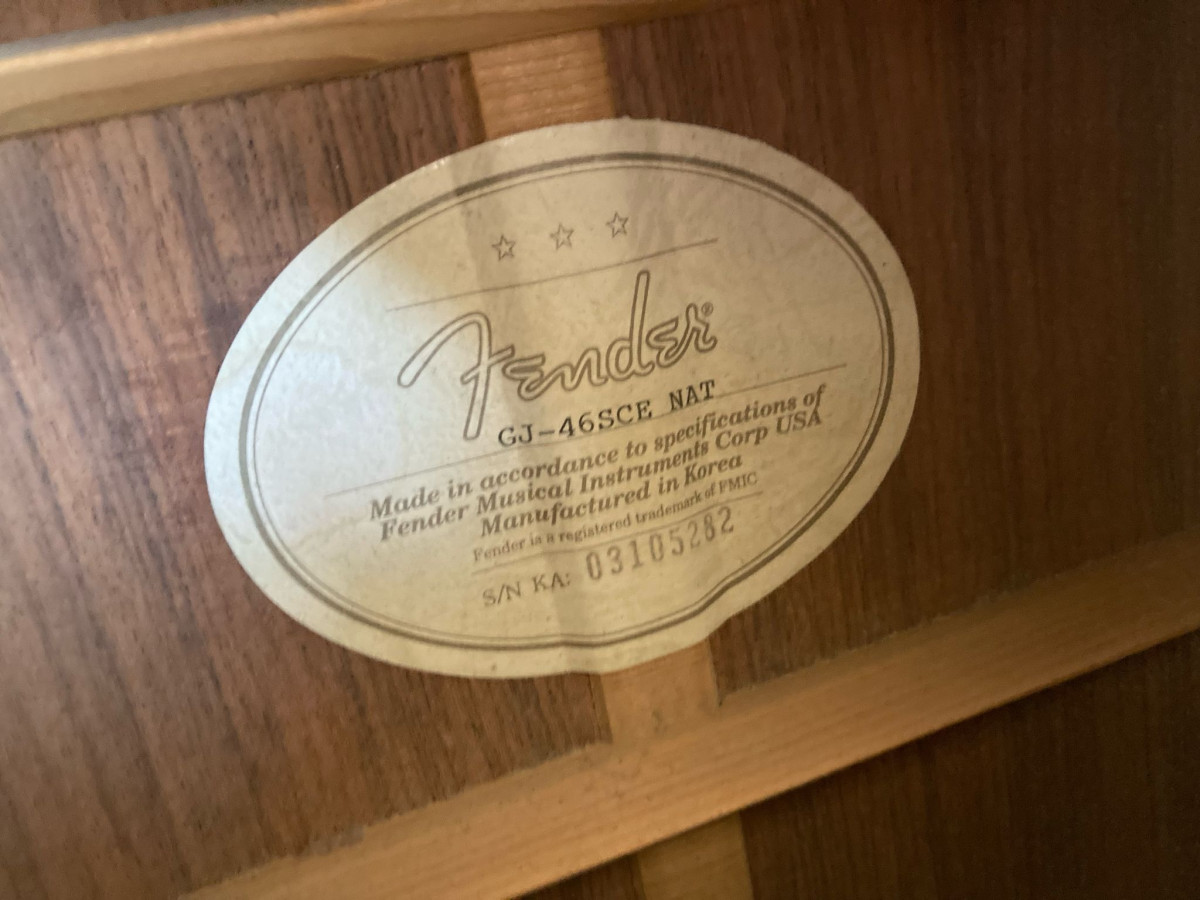 Fender®
GJ-46SCE NAT
Made in accordance to specifications of
Fender Musical Instruments Corp USA
Manufactured in Korea
Fender is a registered trademark of FMIC
S/N KA: 03105282